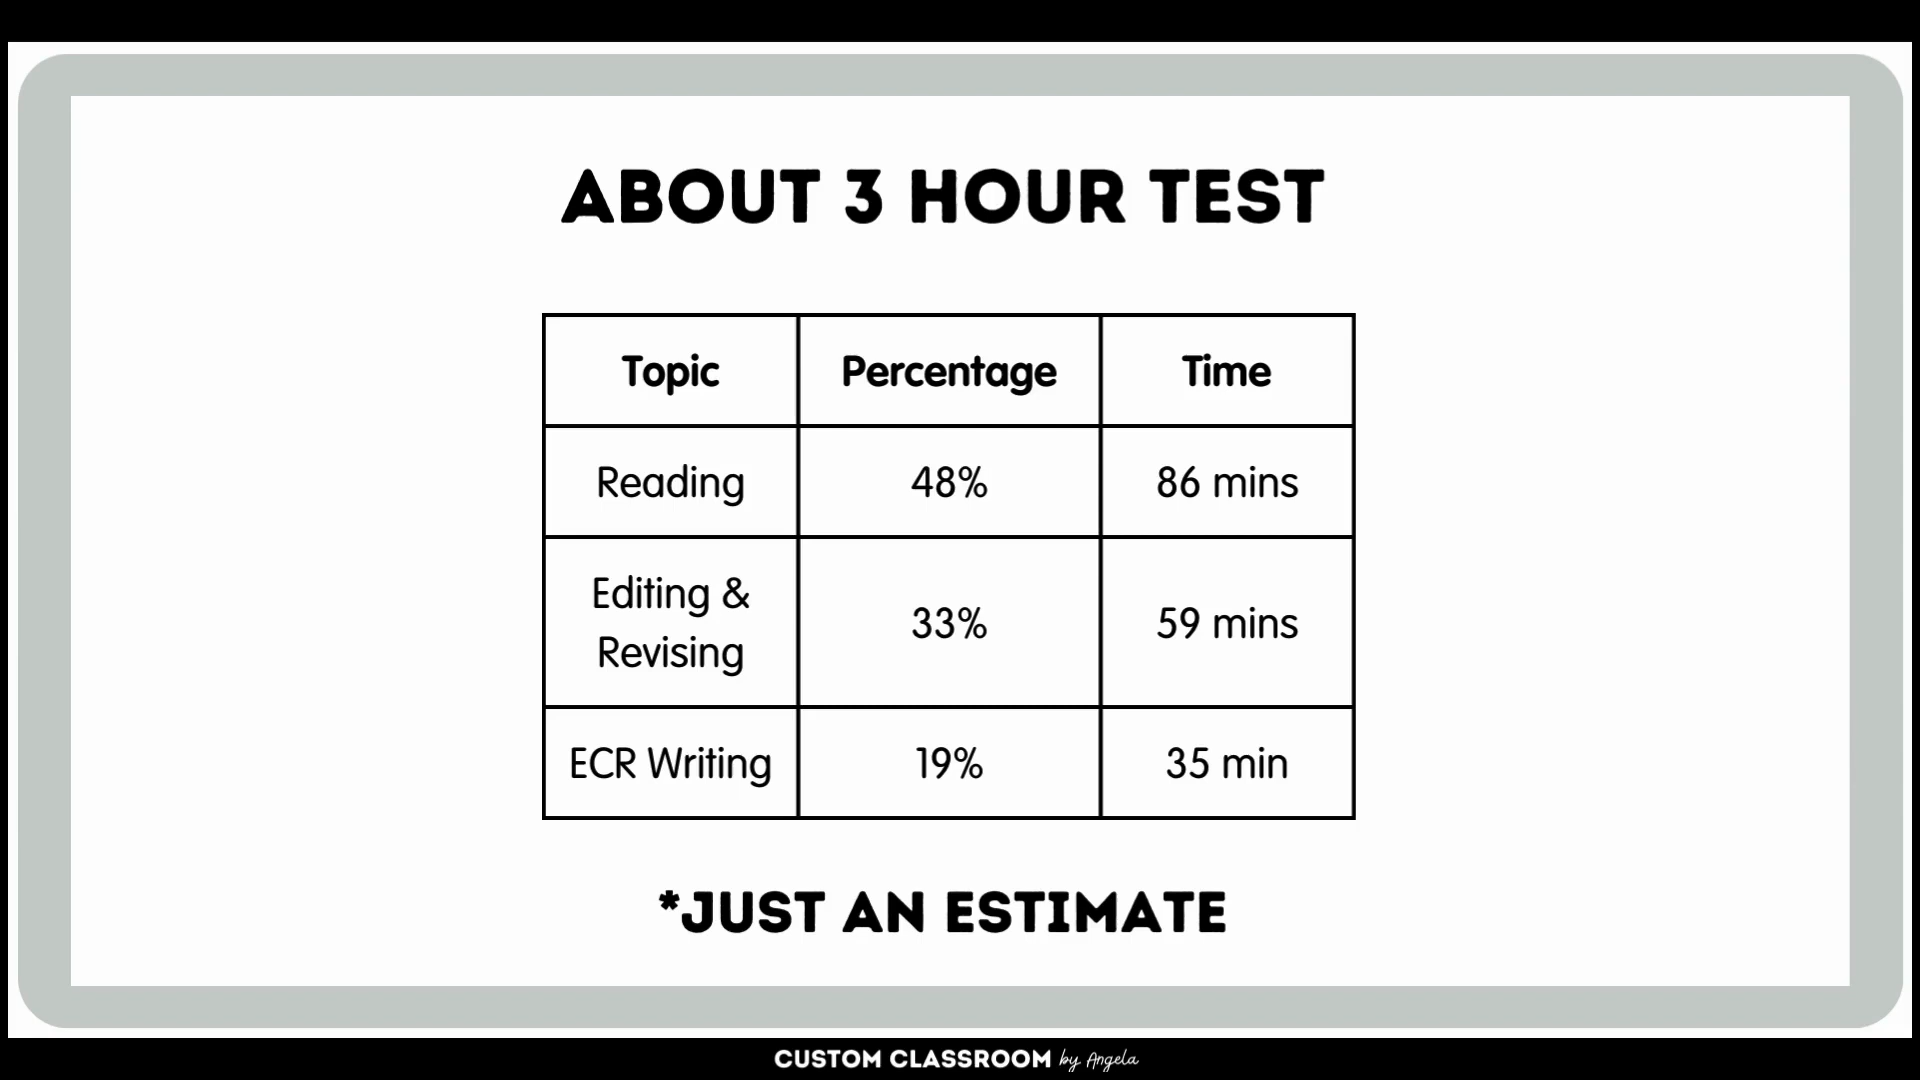 ABOUT 3 HOUR TEST
Topic Percentage Time
Reading 48% 86 mins
Editing &
Revising 33% 59 mins
ECR Writing 19% 35 min
*JUST AN ESTIMATE
CUSTOM CLASSROOM by Angela